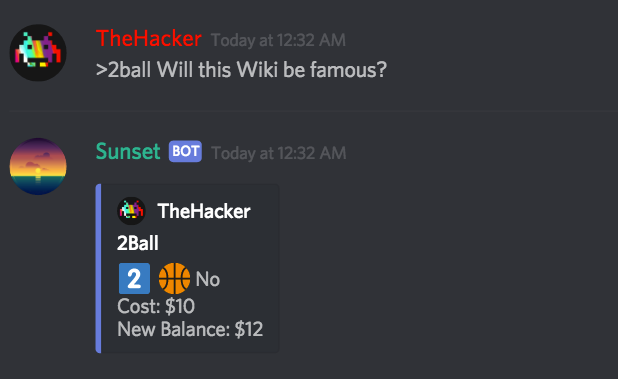 TheHacker Today at 12:32 AM
>2ball Will this Wiki be famous?
Sunset BOT Today at 12:32 AM
TheHacker
2Ball
2 No
Cost: $10
New Balance: $12